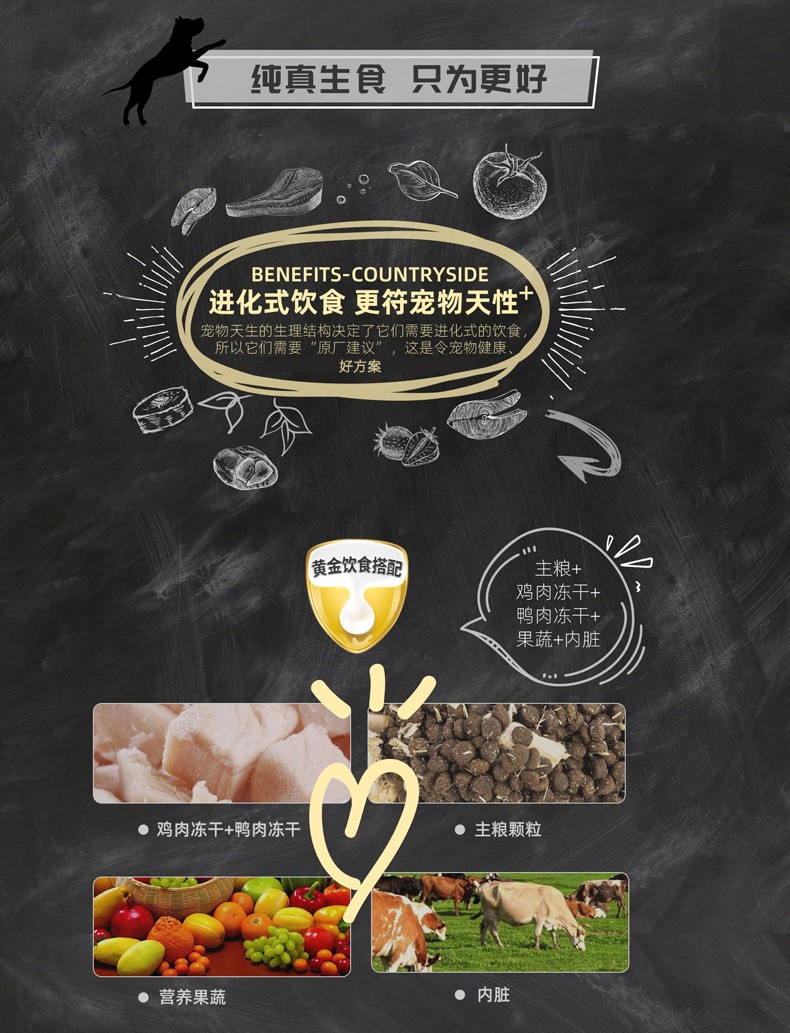 纯真生食 只为更好
BENEFITS-COUNTRYSIDE
进化式饮食 更符宠物天性+
宠物天生的生理结构决定了它们需要进化式的饮食，
所以它们需要“原厂建议”，这是令宠物健康、
好方案
黄金饮食搭配
主粮+
鸡肉冻干+
鸭肉冻干+
果蔬+内脏
鸡肉冻干+鸭肉冻干
主粮颗粒
营养果蔬
内脏